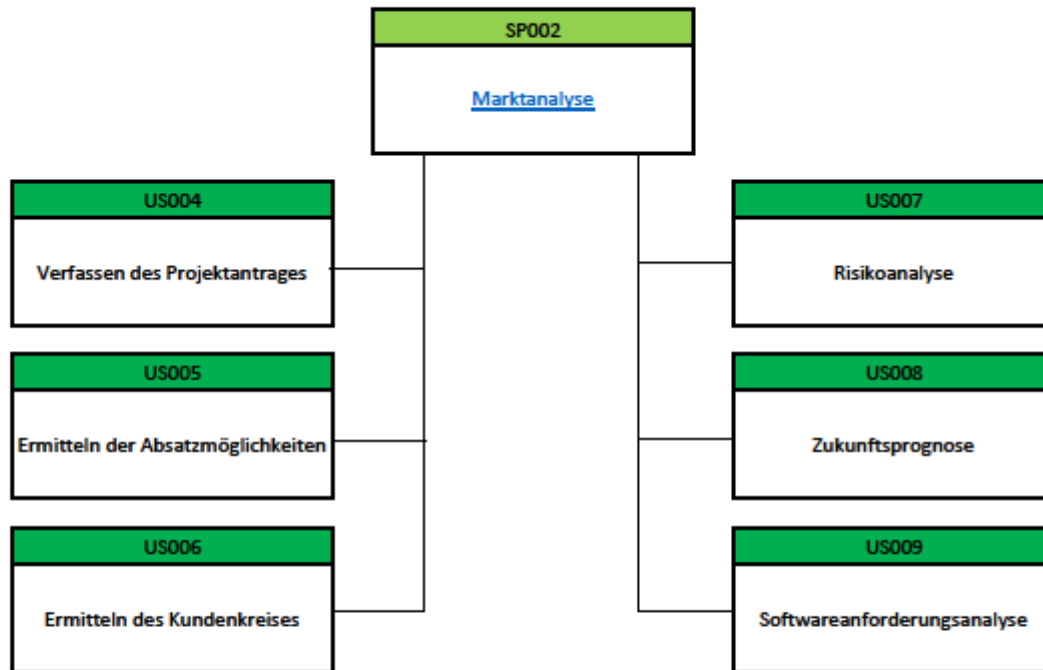 SP002
Marktanalyse
US004
Verfassen des Projektantrages
US005
Ermitteln der Absatzmöglichkeiten
US006
Ermitteln des Kundenkreises
US007
Risikoanalyse
US008
Zukunftsprognose
US009
Softwareanforderungsanalyse